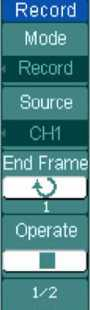 Record
Mode
Record
Source
CH1
End Frame
1
Operate
1/2